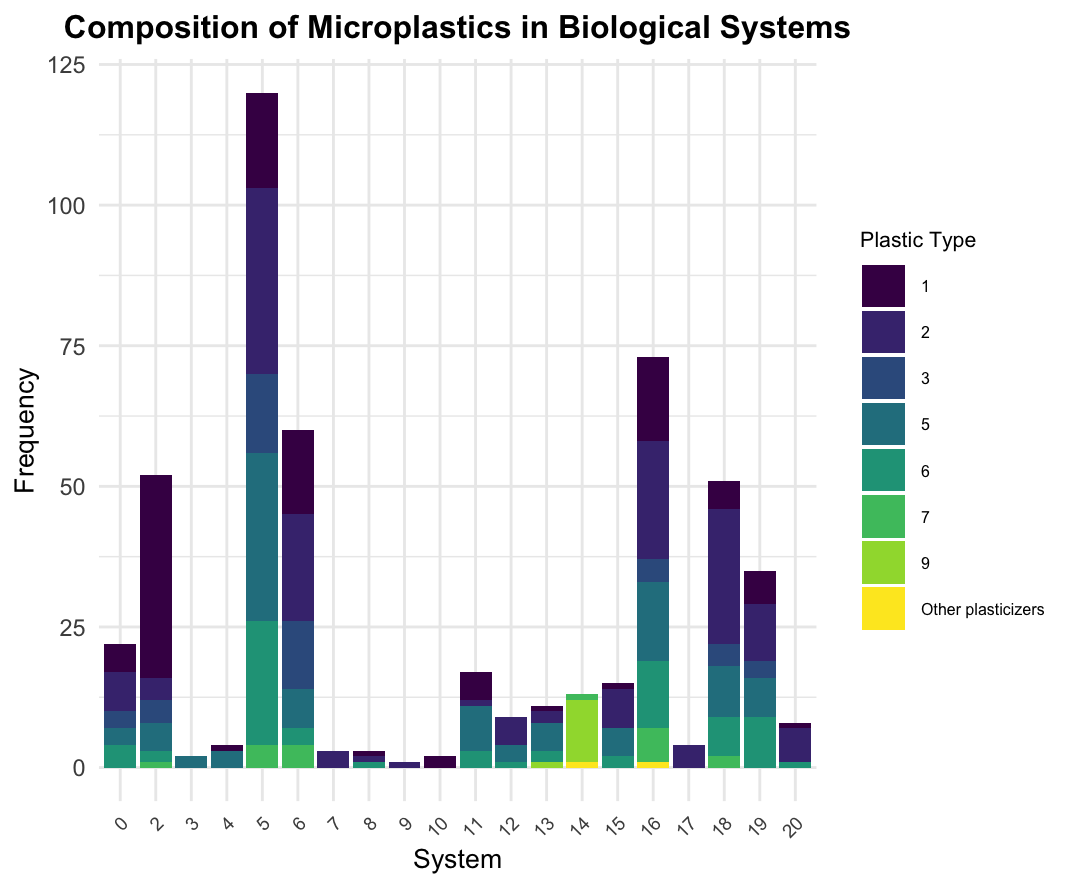 Composition of Microplastics in Biological Systems
125
100
75
50
25
0
Frequency
0 2 3 4 5 6 7 8 9 10 11 12 13 14 15 16 17 18 19 20
System
Plastic Type
1
2
3
5
6
7
9
Other plasticizers